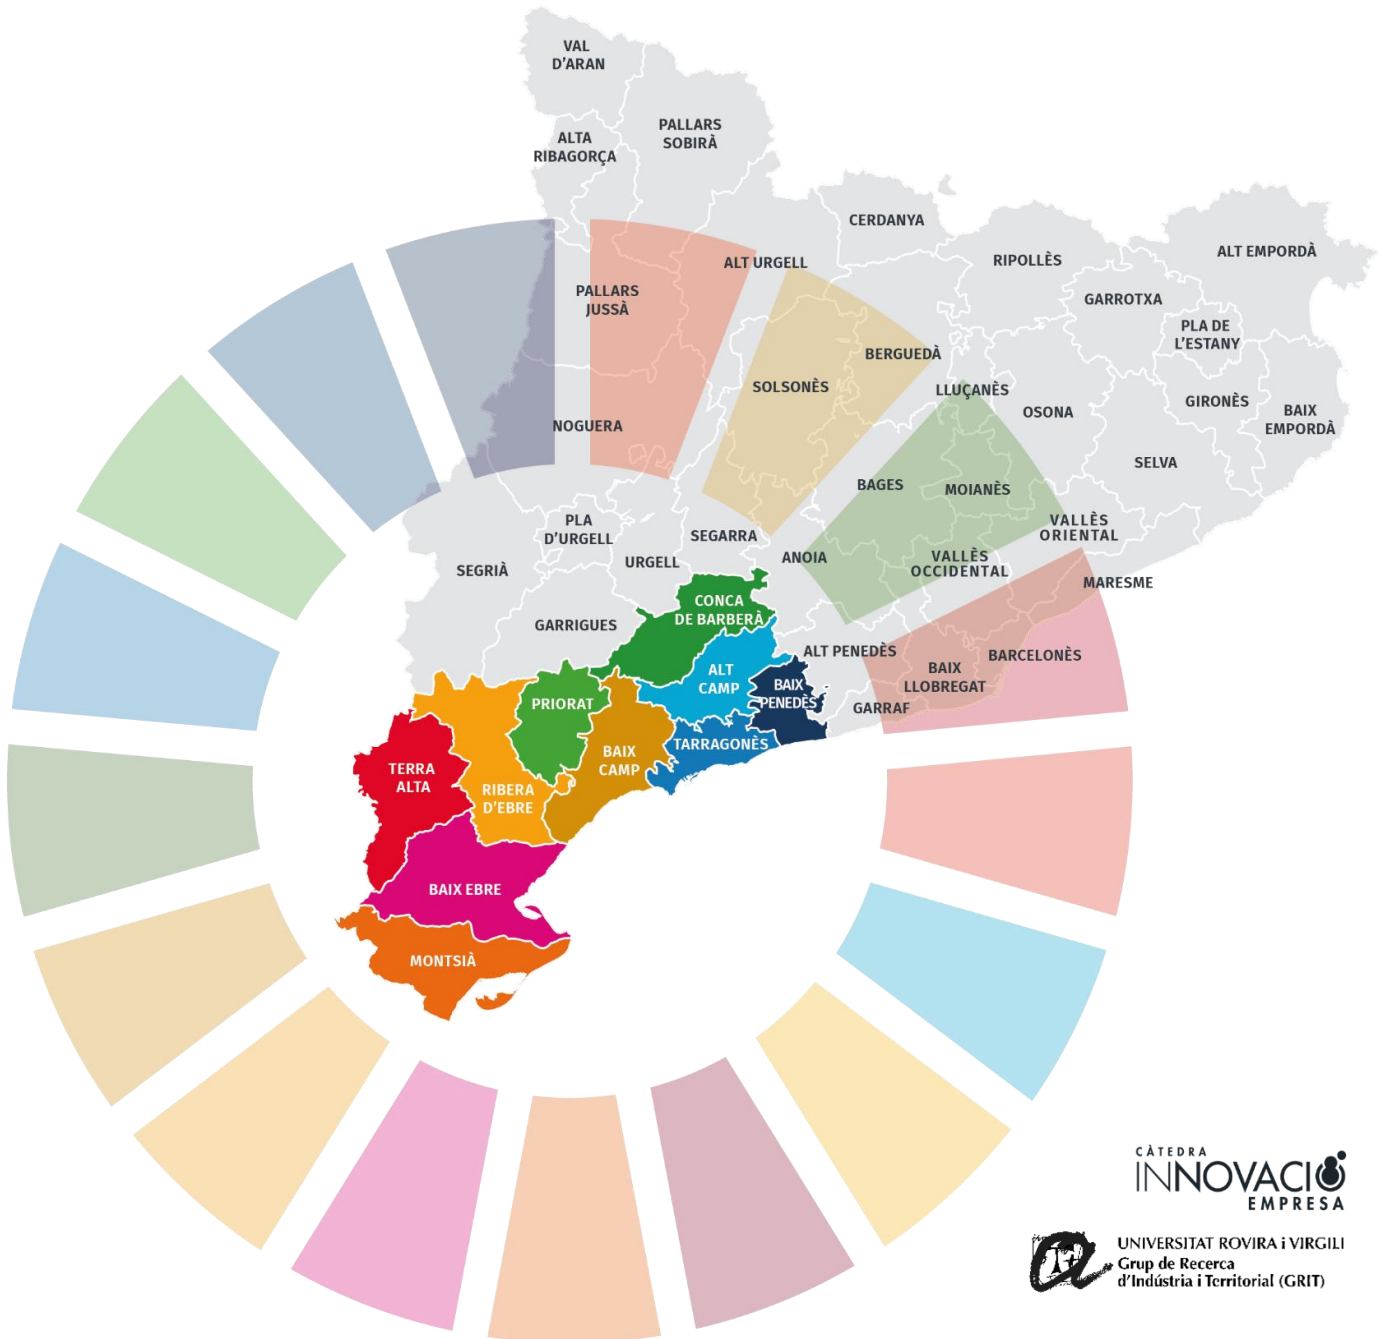 VAL
D'ARAN
ALTA
RIBAGORÇA
PALLARS
SOBIRÀ
CERDANYA
ALT URGELL
RIPOLLÈS
ALT EMPORDÀ
PALLARS
JUSSÀ
GARROTXA
PLA DE
L'ESTANY
BERGUEDÀ
SOLSONÈS
LLUÇANÈS
OSONA
GIRONÈS
BAIX
EMPORDÀ
NOGUERA
SELVA
BAGES
MOIANÈS
PLA
D'URGELL
SEGARRA
VALLÈS
ORIENTAL
SEGRIÀ
URGELL
ANOIA
VALLÈS
OCCIDENTAL
MARESME
GARRIGUES
CONCA
DE BARBERÀ
ALT PENEDÈS
BARCELONÈS
BAIX
LLOBREGAT
ALT
CAMP
BAIX
PENEDÈS
GARRAF
PRIORAT
TARRAGONÈS
BAIX
CAMP
TERRA
ALTA
RIBERA
D'EBRE
BAIX EBRE
MONTSIÀ
CÀTEDRA
INNOVACIÓ
EMPRESA
UNIVERSITAT ROVIRA i VIRGILI
Grup de Recerca
d'Indústria i Territorial (GRIT)